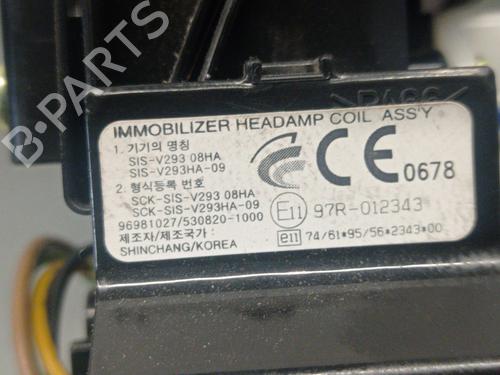 B-PARTS
>PA66<
IMMOBILIZER HEADAMP COIL ASS'Y
1. 기기의 명칭
SIS-V293 08HA
SIS-V293HA-09
2. 형식등록 번호
SCK-SIS-V293 08HA
SCK-SIS-V293HA-09
96981027/530820-1000
제조자/제조국가:
SHINCHANG/KOREA
CE 0678
E11 97R-012343
e11 74/61*95/56*2343*00